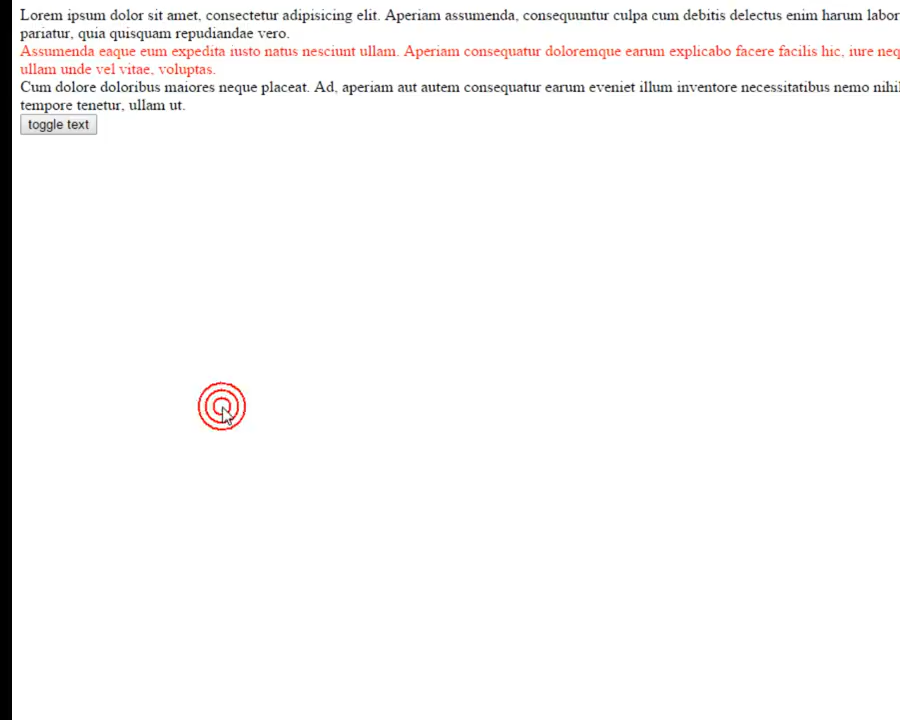 Lorem ipsum dolor sit amet, consectetur adipisicing elit. Aperiam assumenda, consequuntur culpa cum debitis delectus enim harum labor
pariatur, quia quisquam repudiandae vero.
Assumenda eaque eum expedita iusto natus nesciunt ullam. Aperiam consequatur doloremque earum explicabo facere facilis hic, iure neq
ullam unde vel vitae, voluptas.
Cum dolore doloribus maiores neque placeat. Ad, aperiam aut autem consequatur earum eveniet illum inventore necessitatibus nemo nihil
tempore tenetur, ullam ut.
toggle text